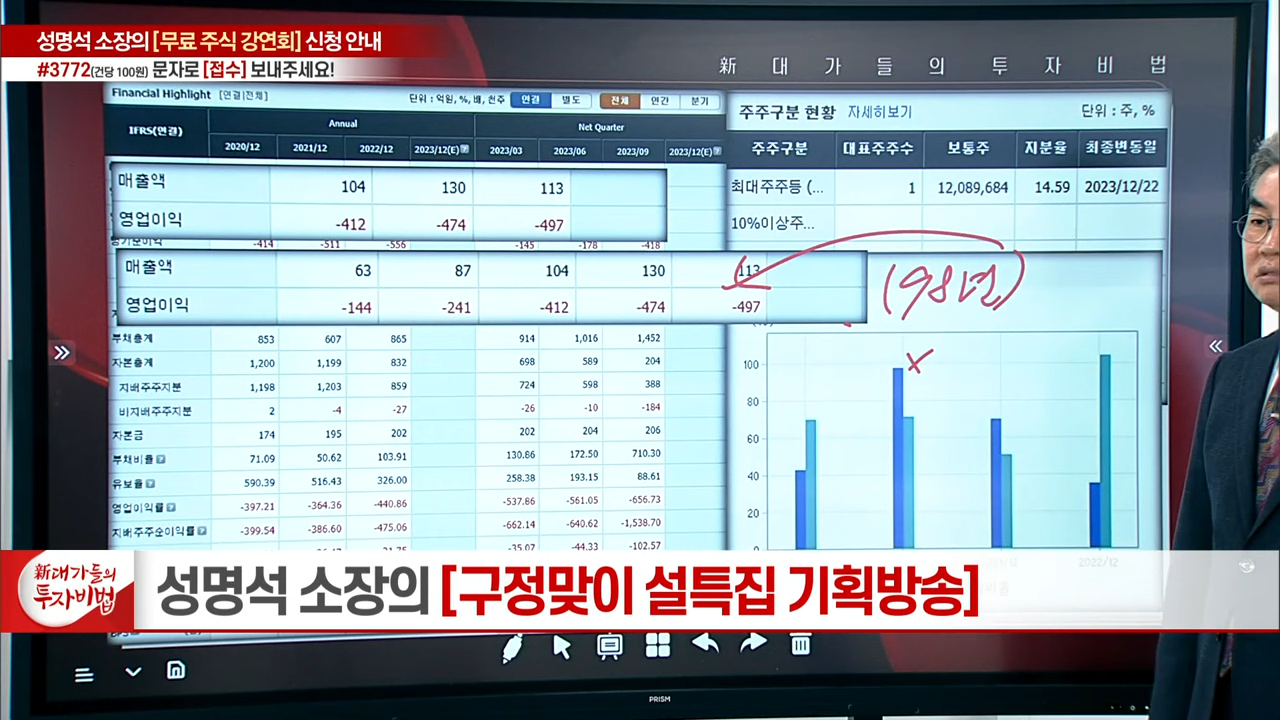 성명석 소장의 [무료 주식 강연회] 신청 안내
#3772(건당 100원) 문자로 [접수] 보내주세요!
新 대 가 들 의 투 자 비 법
Financial Highlight [연결|전체] 단위 : 억원, %, 배, 천주 연결 별도 전체 연간 분기
IFRS(연결) Annual Net Quarter
2020/12 2021/12 2022/12 2023/12(E) 2023/03 2023/06 2023/09 2023/12(E)
매출액 104 130 113
영업이익 -412 -474 -497
당기순이익 -414 -511 -556 -145 -178 -418
매출액 63 87 104 130 113
영업이익 -144 -241 -412 -474 -497
부채총계 853 607 865 914 1,016 1,452
자본총계 1,200 1,199 832 698 589 204
지배주주지분 1,198 1,203 859 724 598 388
비지배주주지분 2 -4 -27 -26 -10 -184
자본금 174 195 202 202 204 206
부채비율 71.09 50.62 103.91 130.86 172.50 710.30
유보율 590.39 516.43 326.00 258.38 193.15 88.61
영업이익률 -397.21 -364.36 -440.86 -537.86 -561.05 -656.73
지배주주순이익률 -399.54 -386.60 -475.06 -662.14 -640.62 -1,538.70
-35.07 -44.33 -102.57
주주구분 현황 자세히보기 단위 : 주, %
주주구분 대표주주수 보통주 지분율 최종변동일
최대주주등 (... 1 12,089,684 14.59 2023/12/22
10%이상주...
(98년)
100
80
60
40
20
0
2022/12
新대가들의
투자비법
성명석 소장의 [구정맞이 설특집 기획방송]
PRISM